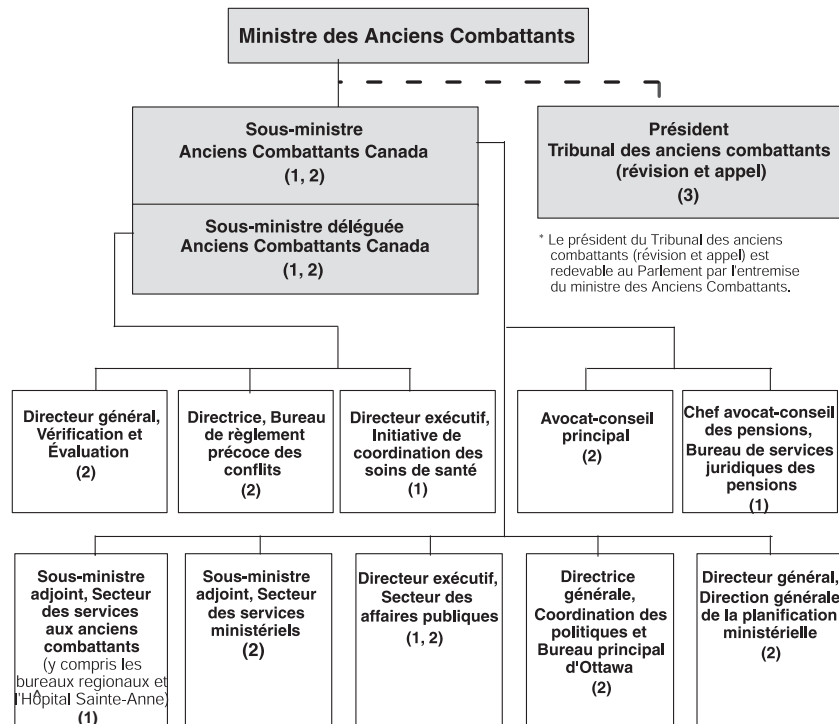 Ministre des Anciens Combattants
Sous-ministre
Anciens Combattants Canada
(1, 2)
Président
Tribunal des anciens combattants
(révision et appel)
(3)
Sous-ministre déléguée
Anciens Combattants Canada
(1, 2)
* Le président du Tribunal des anciens
combattants (révision et appel) est
redevable au Parlement par l'entremise
du ministre des Anciens Combattants.
Directeur général,
Vérification et
Évaluation
(2)
Directrice, Bureau
de règlement
précoce des
conflits
(2)
Directeur exécutif,
Initiative de
coordination des
soins de santé
(1)
Avocat-conseil
principal
(2)
Chef avocat-conseil
des pensions,
Bureau de services
juridiques des
pensions
(1)
Sous-ministre
adjoint, Secteur
des services
aux anciens
combattants
(y compris les
bureaux regionaux et
l'Hôpital Sainte-Anne)
(1)
Sous-ministre
adjoint, Secteur
des services
ministériels
(2)
Directeur exécutif,
Secteur des
affaires publiques
(1, 2)
Directrice
générale,
Coordination des
politiques et
Bureau principal
d'Ottawa
(2)
Directeur général,
Direction générale
de la planification
ministérielle
(2)